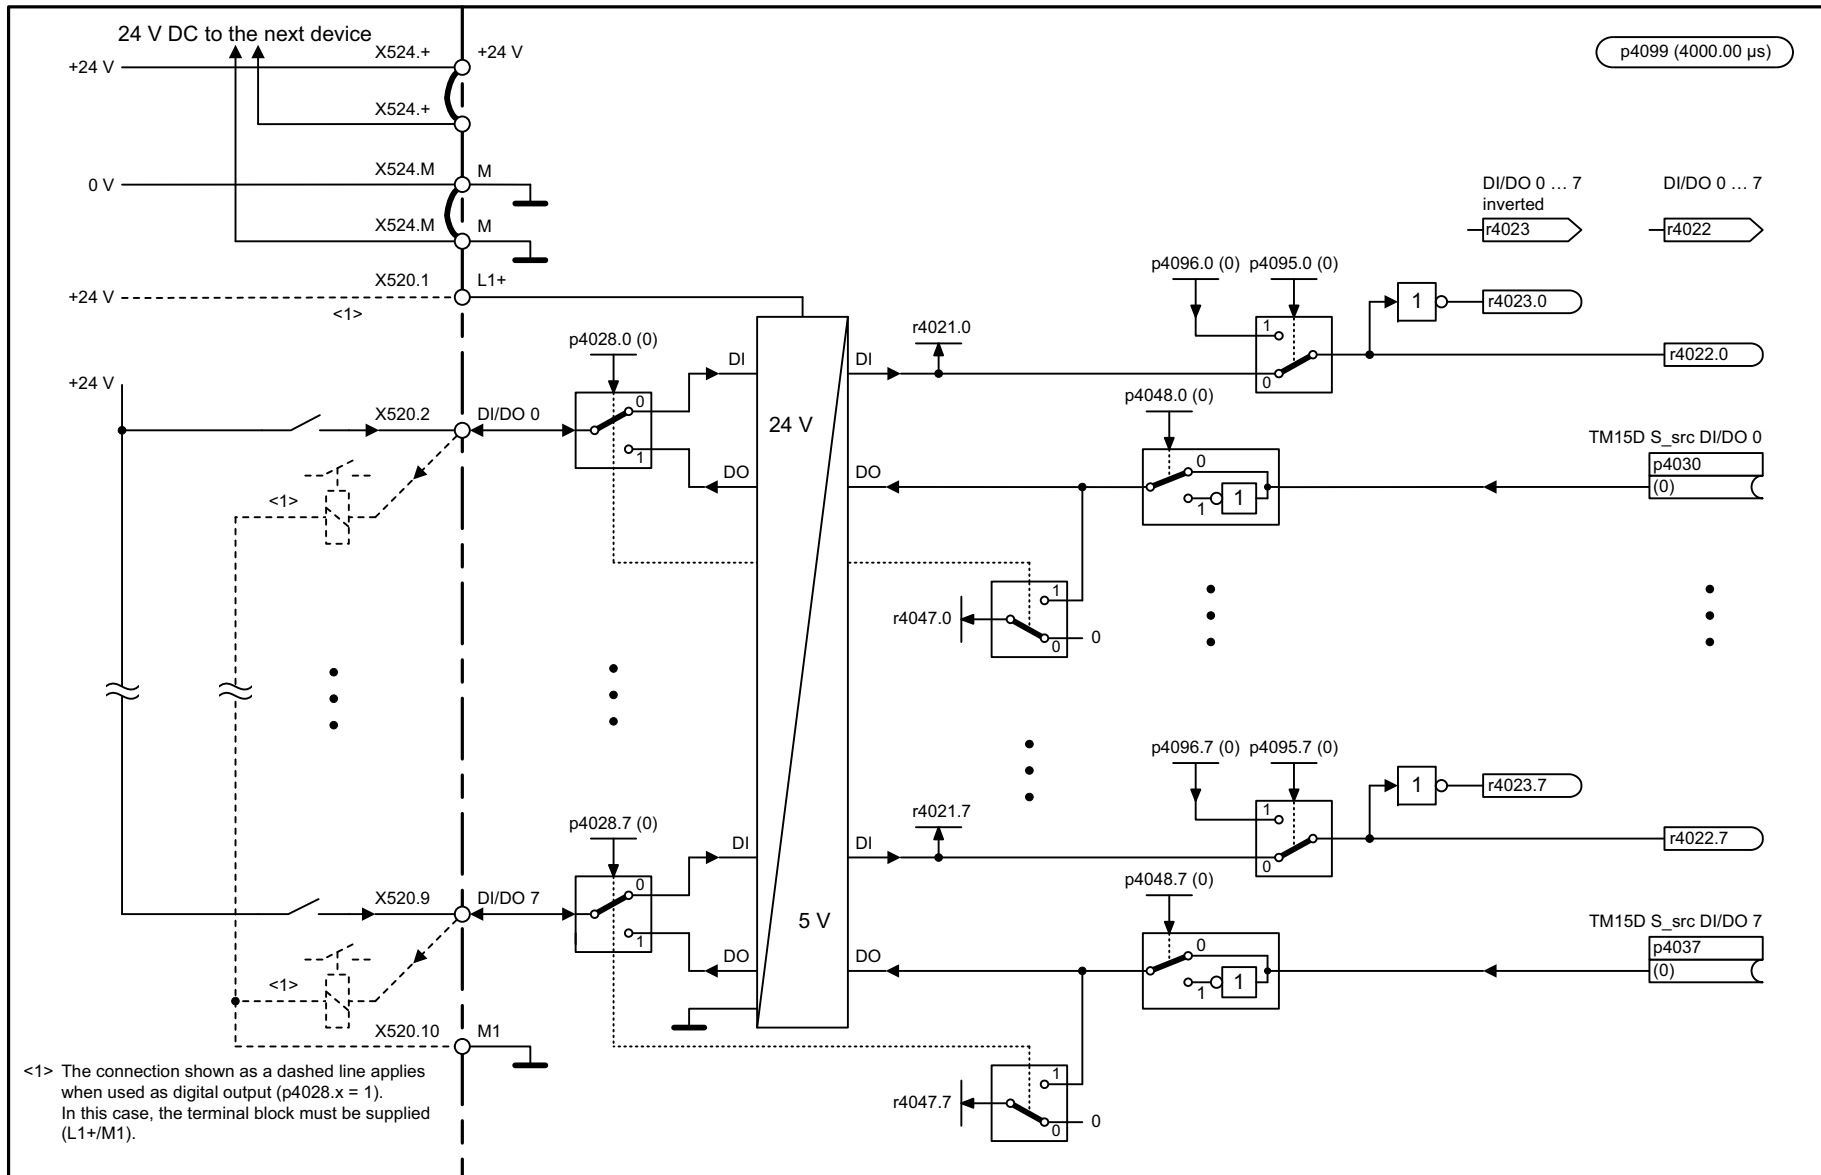 24 V DC to the next device
X524.+
+24 V
+24 V
p4099 (4000.00 µs)
X524.+
X524.M
M
0 V
DI/DO 0 … 7
inverted
r4023
DI/DO 0 … 7
r4022
X524.M
M
X520.1
L1+
+24 V
<1>
p4096.0 (0)
p4095.0 (0)
1
r4023.0
1
0
r4022.0
r4021.0
p4028.0 (0)
DI
DI
+24 V
X520.2
DI/DO 0
0
1
24 V
p4048.0 (0)
TM15D S_src DI/DO 0
p4030
(0)
DO
DO
0
1
1
<1>
1
r4047.0
0
0
p4096.7 (0)
p4095.7 (0)
1
r4023.7
1
0
r4022.7
r4021.7
p4028.7 (0)
DI
DI
X520.9
DI/DO 7
0
1
5 V
p4048.7 (0)
TM15D S_src DI/DO 7
p4037
(0)
DO
DO
0
1
1
<1>
X520.10
M1
1
r4047.7
0
0
<1> The connection shown as a dashed line applies
when used as digital output (p4028.x = 1).
In this case, the terminal block must be supplied
(L1+/M1).